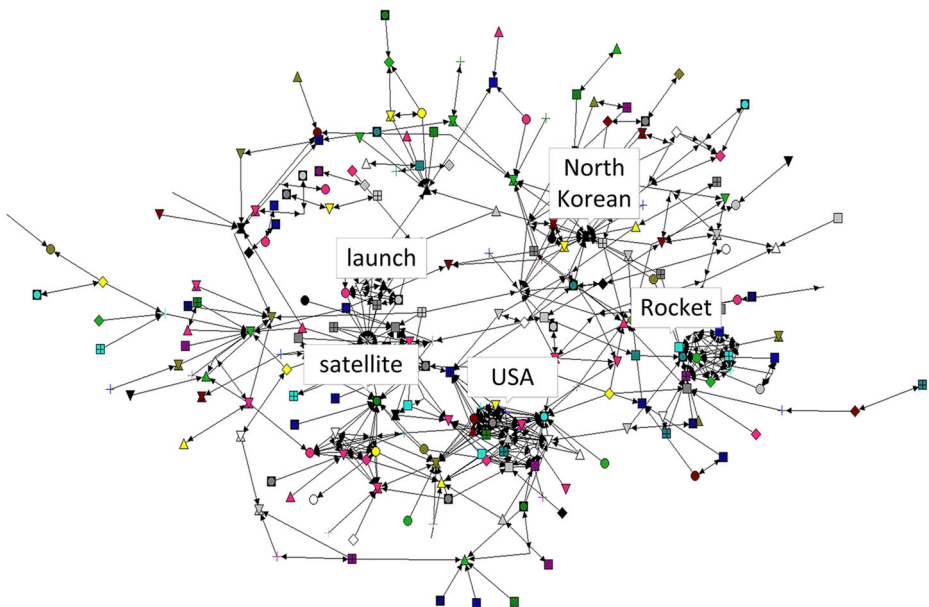 North
Korean
launch
Rocket
satellite
USA